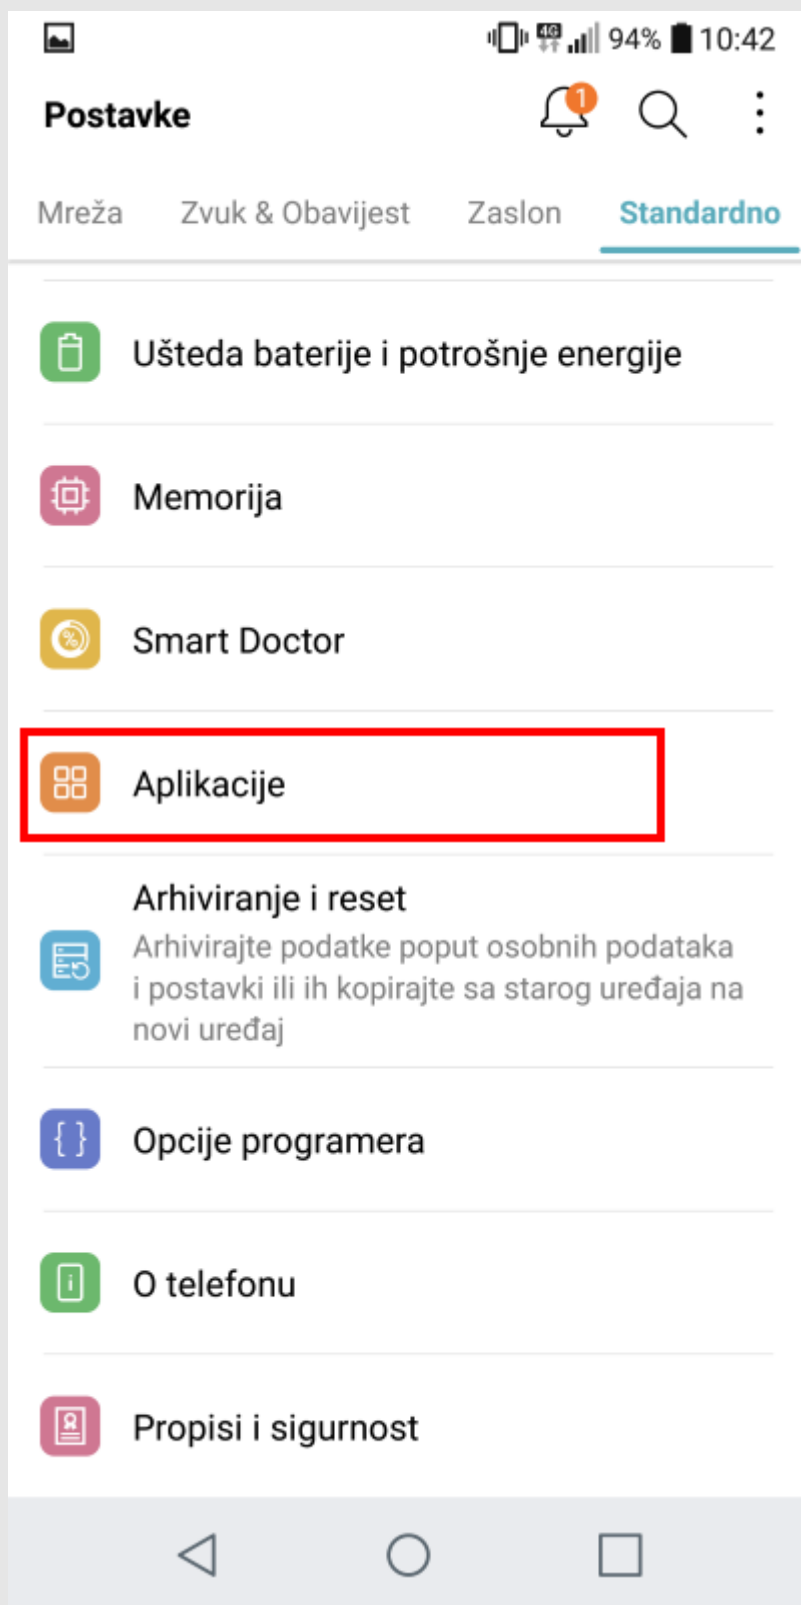 4G 94% 10:42
Postavke 1
Mreža Zvuk & Obavijest Zaslon Standardno
Ušteda baterije i potrošnje energije
Memorija
% Smart Doctor
Aplikacije
Arhiviranje i reset
Arhivirajte podatke poput osobnih podataka
i postavki ili ih kopirajte sa starog uređaja na
novi uređaj
{ } Opcije programera
i O telefonu
Propisi i sigurnost